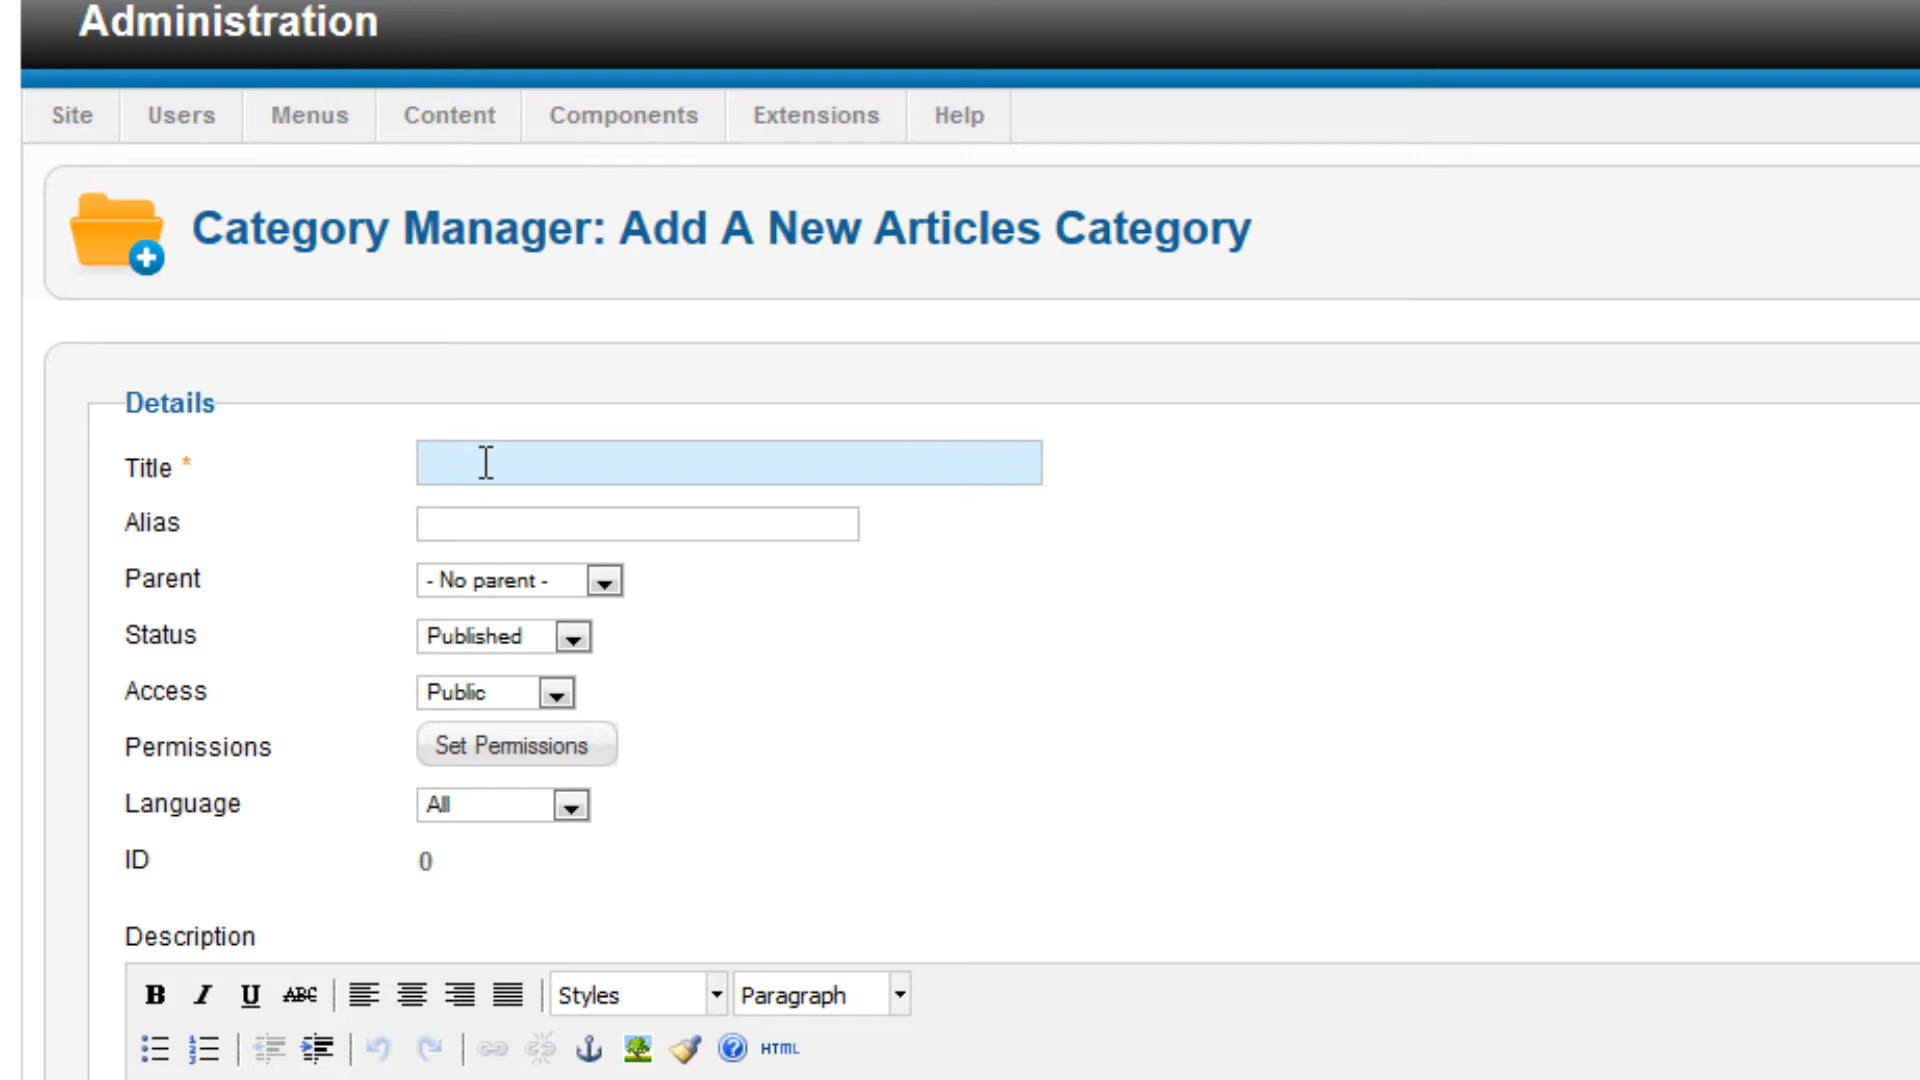 Administration
Site Users Menus Content Components Extensions Help
Category Manager: Add A New Articles Category
Details
Title *
Alias
Parent - No parent -
Status Published
Access Public
Permissions Set Permissions
Language All
ID 0
Description
B I U ABC Styles Paragraph
HTML